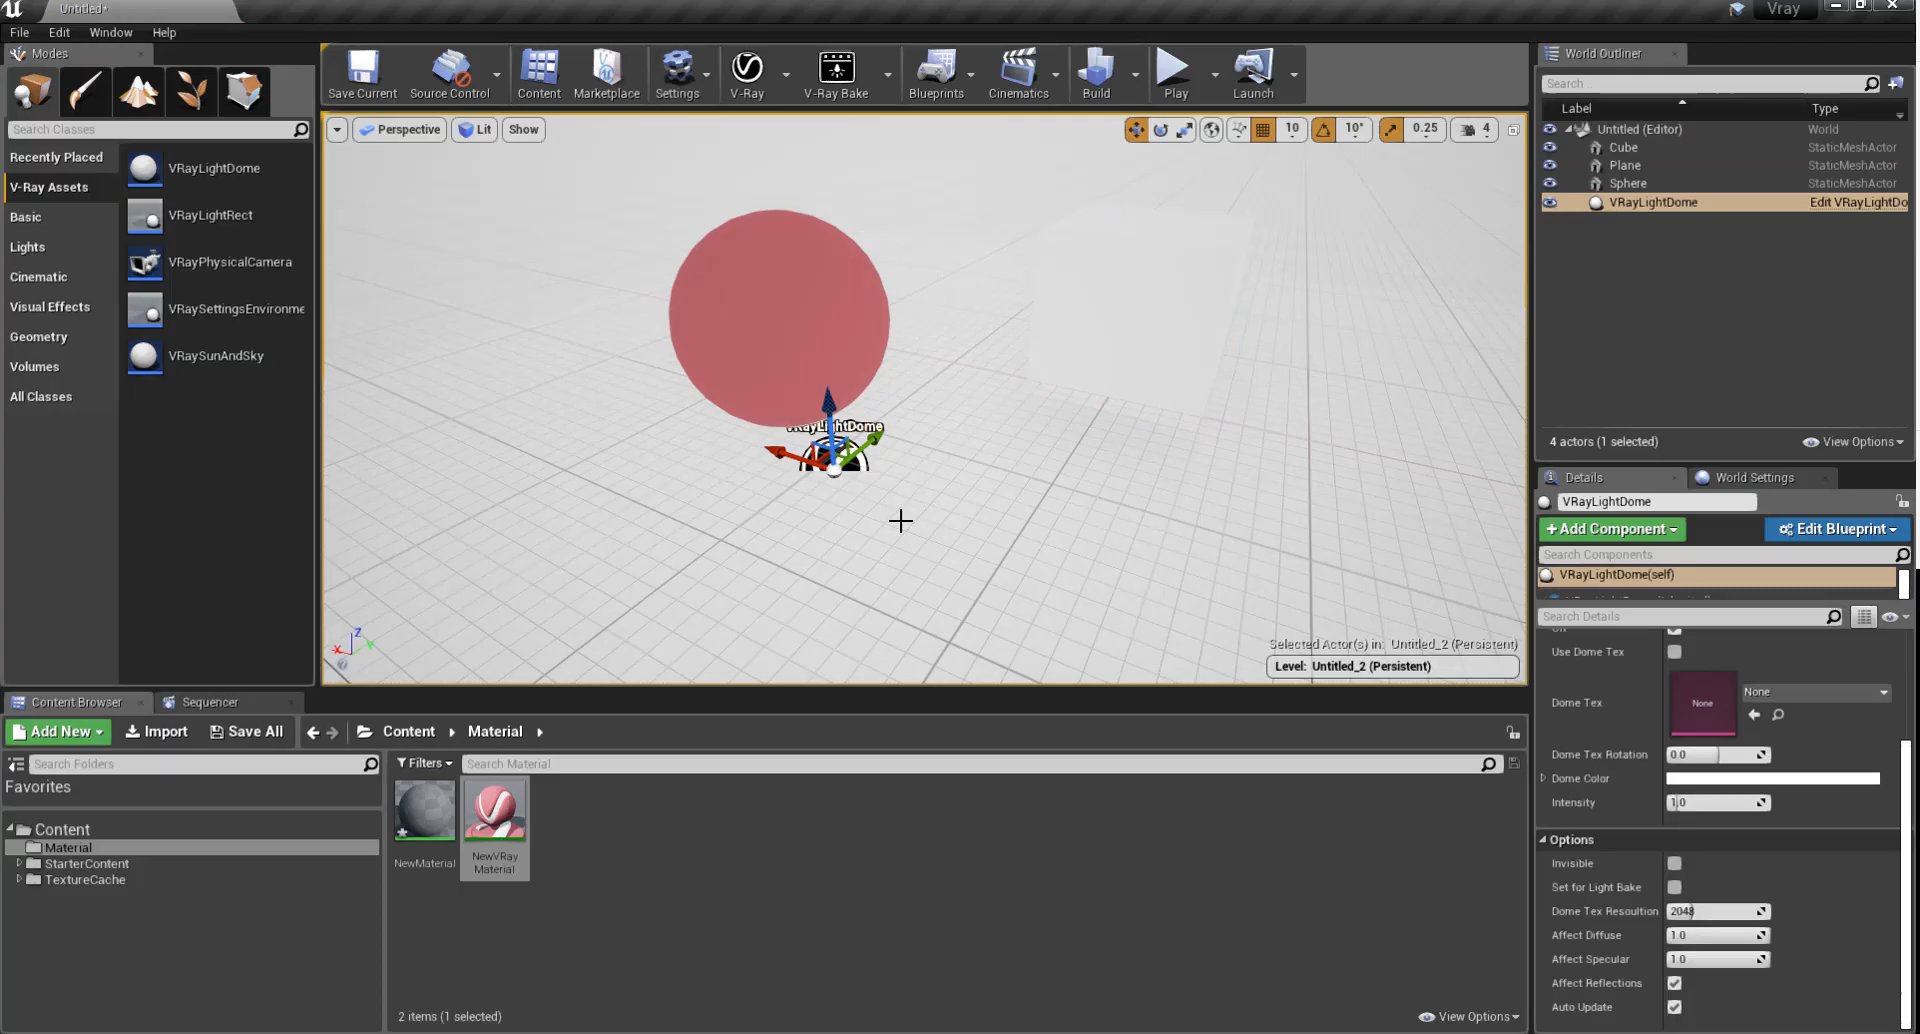 Untitled*
Vray
File Edit Window Help
Modes
Search Classes
Recently Placed
V-Ray Assets
Basic
Lights
Cinematic
Visual Effects
Geometry
Volumes
All Classes
VRayLightDome
VRayLightRect
VRayPhysicalCamera
VRaySettingsEnvironme
VRaySunAndSky
Save Current Source Control Content Marketplace Settings V-Ray V-Ray Bake Blueprints Cinematics Build Play Launch
Perspective Lit Show
10 10° 0.25 4
VRayLightDome
Z
X Y
Selected Actor(s) in: Untitled_2 (Persistent)
Level: Untitled_2 (Persistent)
World Outliner
Search
Label Type
Untitled (Editor) World
Cube StaticMeshActor
Plane StaticMeshActor
Sphere StaticMeshActor
VRayLightDome Edit VRayLightDo
4 actors (1 selected) View Options
Details World Settings
VRayLightDome
+Add Component Edit Blueprint
Search Components
VRayLightDome(self)
Search Details
Use Dome Tex
Dome Tex None None
Dome Tex Rotation 0.0
Dome Color
Intensity 1.0
Options
Invisible
Set for Light Bake
Dome Tex Resoultion 2048
Affect Diffuse 1.0
Affect Specular 1.0
Affect Reflections
Auto Update
Content Browser Sequencer
Add New Import Save All Content Material
Search Folders
Favorites
Content
Material
StarterContent
TextureCache
Filters Search Material
NewMaterial
NewVRay
Material
2 items (1 selected) View Options